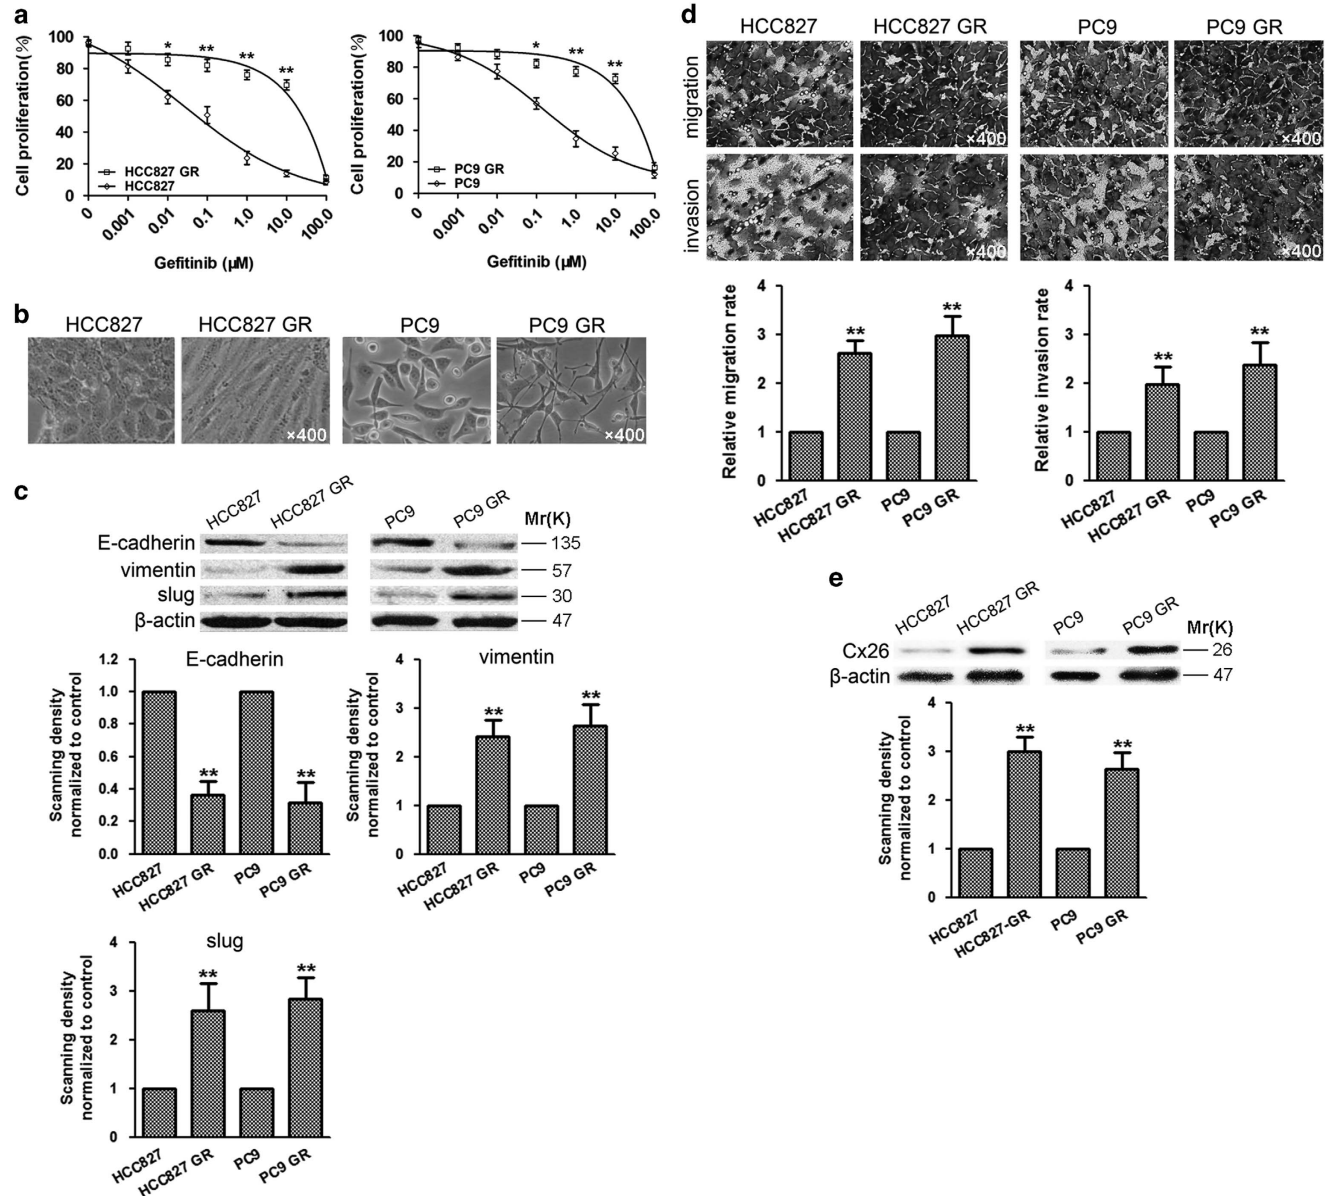 a
Cell proliferation(%)
100
80
60
40
20
0
* ** ** **
HCC827 GR
HCC827
0 0.001 0.01 0.1 1.0 10.0 100.0
Gefitinib (µM)
Cell proliferation(%)
100
80
60
40
20
0
* ** **
PC9 GR
PC9
0 0.001 0.01 0.1 1.0 10.0 100.0
Gefitinib (µM)
b
HCC827 HCC827 GR PC9 PC9 GR
×400 ×400
c
HCC827 HCC827 GR PC9 PC9 GR Mr(K)
E-cadherin 135
vimentin 57
slug 30
β-actin 47
E-cadherin
Scanning density
normalized to control
1.2
1.0
0.8
0.6
0.4
0.2
0.0
** **
HCC827 HCC827 GR PC9 PC9 GR
vimentin
Scanning density
normalized to control
4
3
2
1
0
** **
HCC827 HCC827 GR PC9 PC9 GR
slug
Scanning density
normalized to control
4
3
2
1
0
** **
HCC827 HCC827 GR PC9 PC9 GR
d
HCC827 HCC827 GR PC9 PC9 GR
migration
×400 ×400
invasion
×400 ×400
Relative migration rate
4
3
2
1
0
** **
HCC827 HCC827 GR PC9 PC9 GR
Relative invasion rate
4
3
2
1
0
** **
HCC827 HCC827 GR PC9 PC9 GR
e
HCC827 HCC827 GR PC9 PC9 GR Mr(K)
Cx26 26
β-actin 47
Scanning density
normalized to control
4
3
2
1
0
** **
HCC827 HCC827-GR PC9 PC9 GR